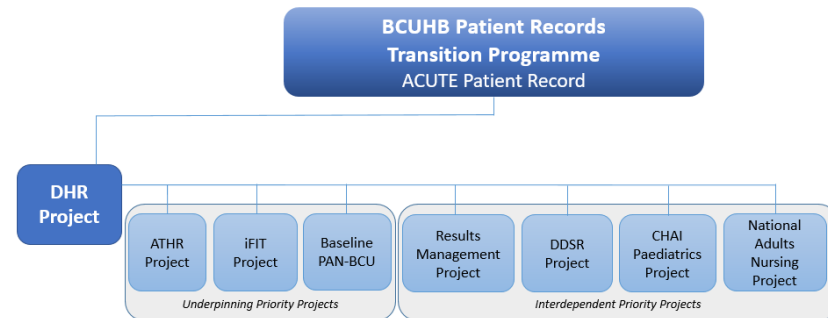 BCUHB Patient Records
Transition Programme
ACUTE Patient Record
DHR
Project
ATHR
Project
iFIT
Project
Baseline
PAN-BCU
Results
Management
Project
DDSR
Project
CHAI
Paediatrics
Project
National
Adults
Nursing
Project
Underpinning Priority Projects
Interdependent Priority Projects